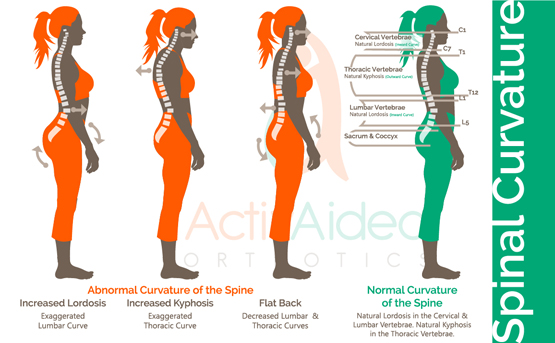 Cervical Vertebrae
Natural Lordosis (Inward Curve)
Thoracic Vertebrae
Natural Kyphosis (Outward Curve)
Lumbar Vertebrae
Natural Lordosis (Inward Curve)
Sacrum & Coccyx
C1
C7
T1
T12
L1
L5
ActiveAided
ORTHOTICS
Abnormal Curvature of the Spine
Increased Lordosis
Exaggerated
Lumbar Curve
Increased Kyphosis
Exaggerated
Thoracic Curve
Flat Back
Decreased Lumbar &
Thoracic Curves
Normal Curvature
of the Spine
Natural Lordosis in the Cervical &
Lumbar Vertebrae. Natural Kyphosis
in the Thoracic Vertebrae.
Spinal Curvature